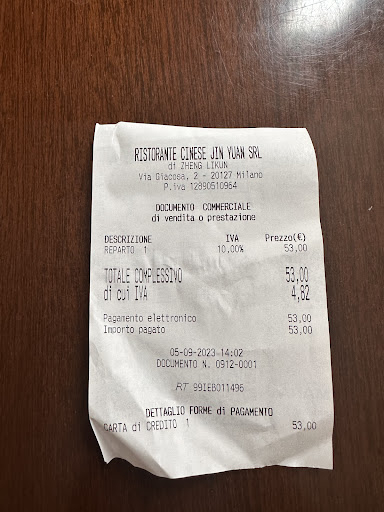 RISTORANTE CINESE JIN YUAN SRL
di ZHENG LIKUN
Via Giacosa, 2 - 20127 Milano
P.iva 12890510964
DOCUMENTO COMMERCIALE
di vendita o prestazione
DESCRIZIONE IVA Prezzo(€)
REPARTO 1 10,00% 53,00
TOTALE COMPLESSIVO 53,00
di cui IVA 4,82
Pagamento elettronico 53,00
Importo pagato 53,00
05-09-2023 14:02
DOCUMENTO N. 0912-0001
RT 99IEB011496
DETTAGLIO FORME di PAGAMENTO
CARTA di CREDITO 1 53,00